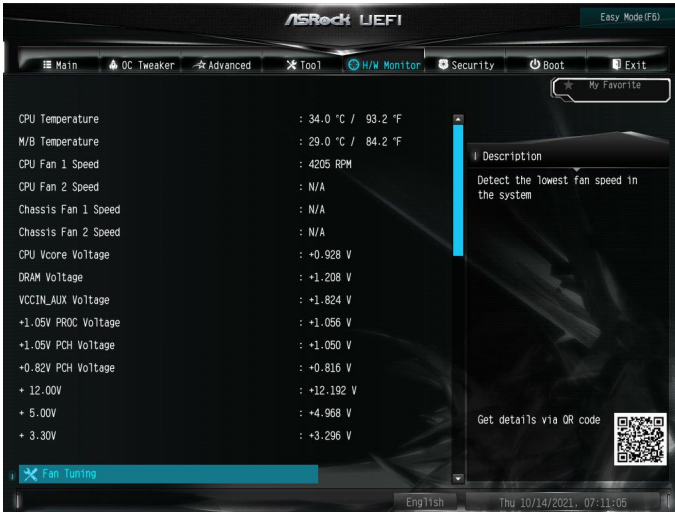 ASRock UEFI
Easy Mode(F6)
Main OC Tweaker Advanced Tool H/W Monitor Security Boot Exit
My Favorite
CPU Temperature : 34.0 °C / 93.2 °F
M/B Temperature : 29.0 °C / 84.2 °F
CPU Fan 1 Speed : 4205 RPM
CPU Fan 2 Speed : N/A
Chassis Fan 1 Speed : N/A
Chassis Fan 2 Speed : N/A
CPU Vcore Voltage : +0.928 V
DRAM Voltage : +1.208 V
VCCIN_AUX Voltage : +1.824 V
+1.05V PROC Voltage : +1.056 V
+1.05V PCH Voltage : +1.050 V
+0.82V PCH Voltage : +0.816 V
+ 12.00V : +12.192 V
+ 5.00V : +4.968 V
+ 3.30V : +3.296 V
Fan Tuning
Description
Detect the lowest fan speed in
the system
Get details via QR code
English
Thu 10/14/2021, 07:11:05